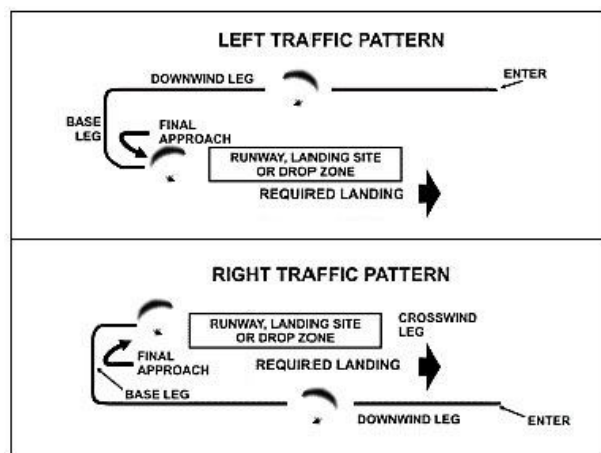 LEFT TRAFFIC PATTERN
DOWNWIND LEG
ENTER
BASE
LEG
FINAL
APPROACH
RUNWAY, LANDING SITE
OR DROP ZONE
REQUIRED LANDING
RIGHT TRAFFIC PATTERN
RUNWAY, LANDING SITE
OR DROP ZONE
CROSSWIND
LEG
FINAL
APPROACH
REQUIRED LANDING
BASE LEG
DOWNWIND LEG
ENTER